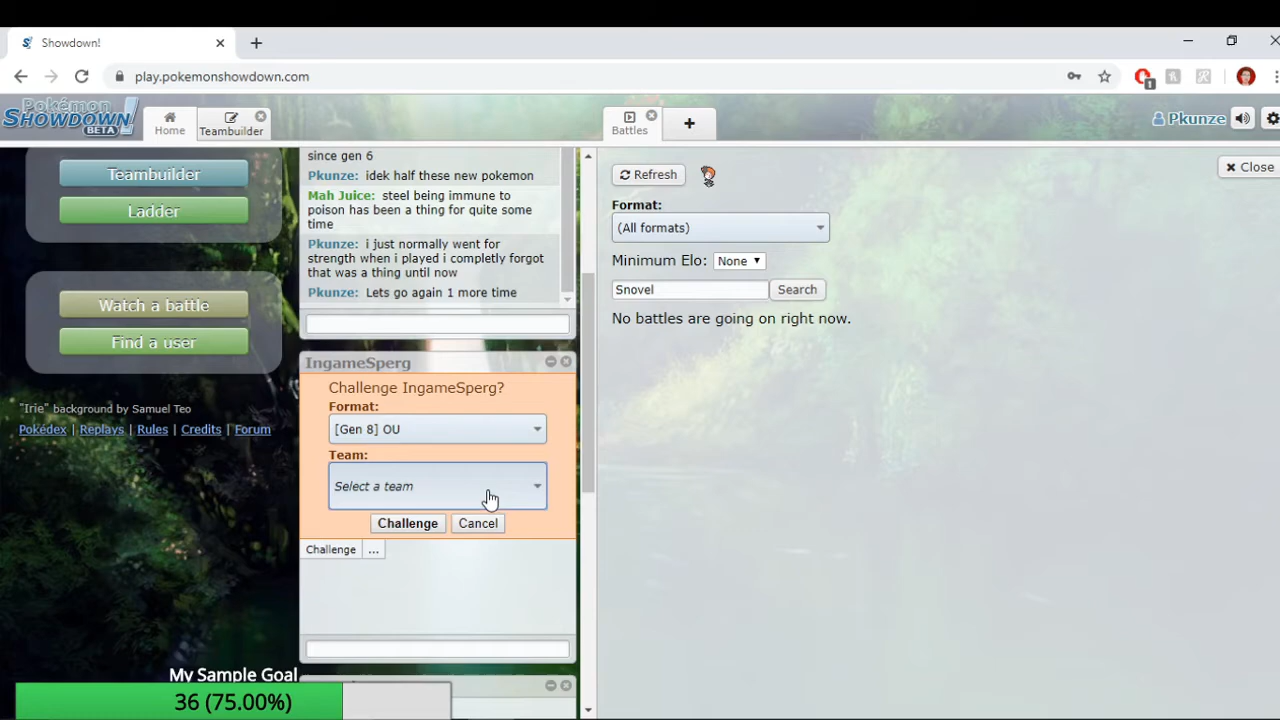 Showdown!
play.pokemonshowdown.com
1
Pokémon
SHOWDOWN!
BETA
Home
Teambuilder
Battles
Pkunze
Teambuilder
Ladder
Watch a battle
Find a user
"Irie" background by Samuel Teo
Pokédex | Replays | Rules | Credits | Forum
since gen 6
Pkunze: idek half these new pokemon
Mah Juice: steel being immune to
poison has been a thing for quite some
time
Pkunze: i just normally went for
strength when i played i completly forgot
that was a thing until now
Pkunze: Lets go again 1 more time
IngameSperg
Challenge IngameSperg?
Format:
[Gen 8] OU
Team:
Select a team
Challenge Cancel
Challenge ...
Refresh
Close
Format:
(All formats)
Minimum Elo: None
Snovel Search
No battles are going on right now.
My Sample Goal
36 (75.00%)